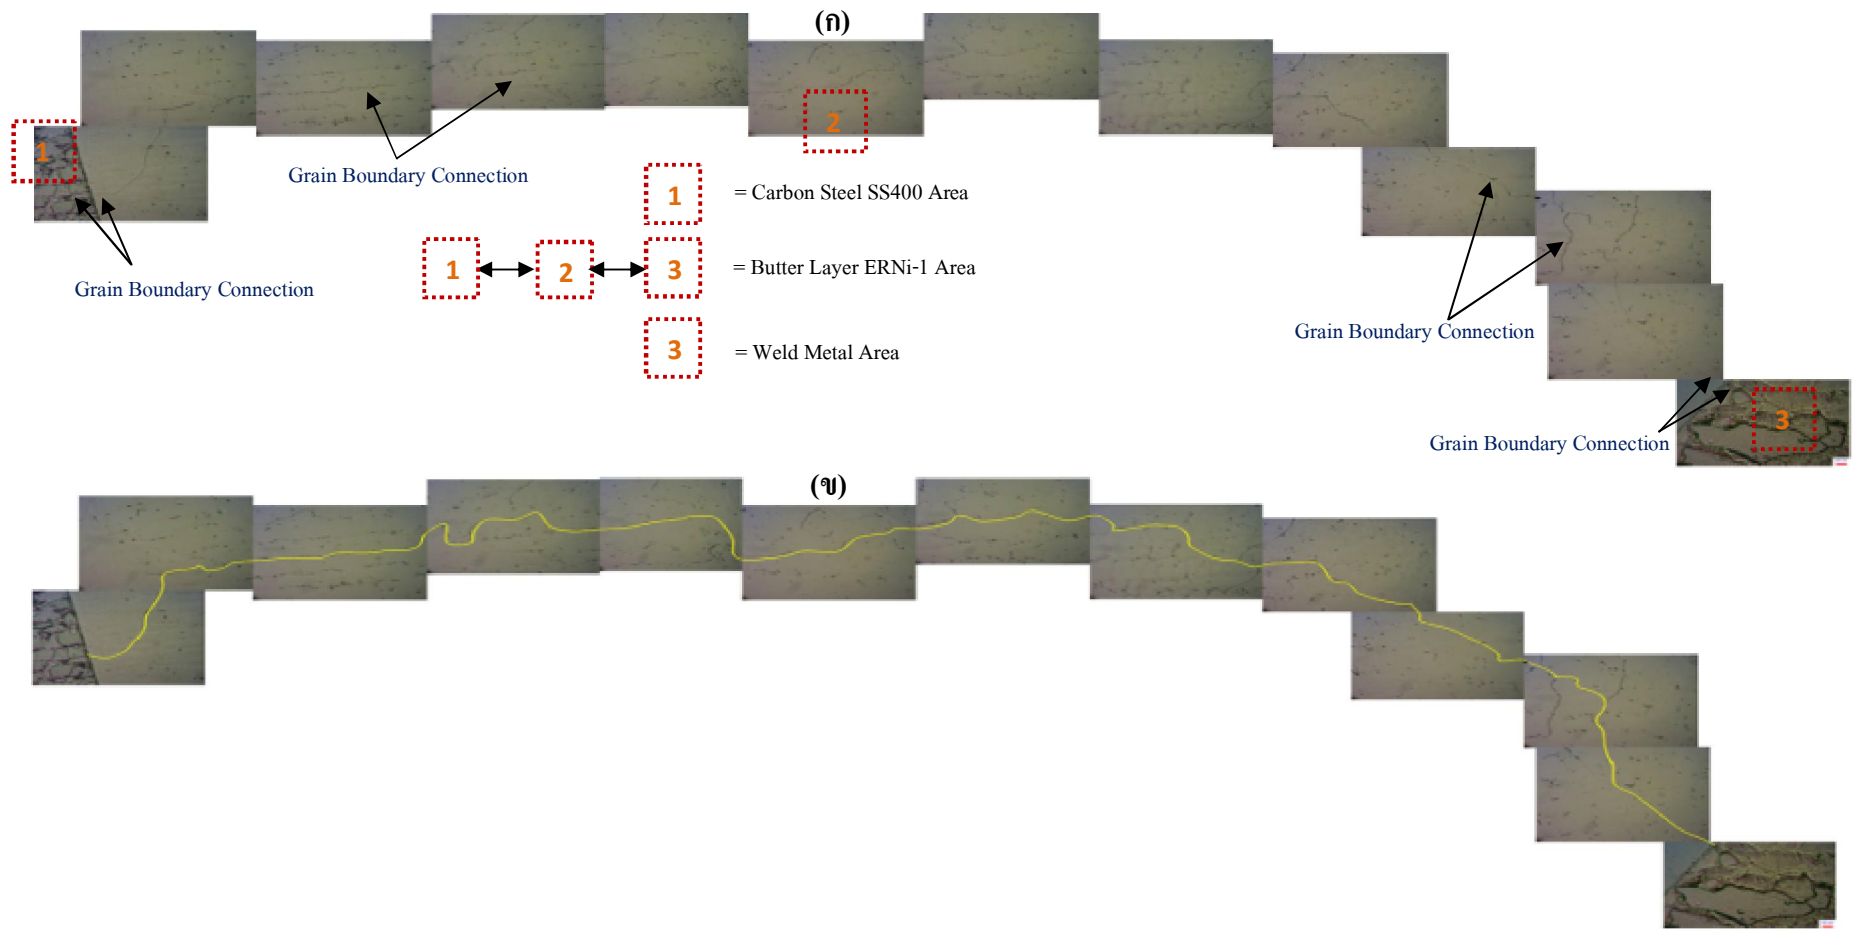 (ก)
1
2
Grain Boundary Connection
1
= Carbon Steel SS400 Area
1
2
3
= Butter Layer ERNi-1 Area
Grain Boundary Connection
3
= Weld Metal Area
Grain Boundary Connection
3
Grain Boundary Connection
(ข)